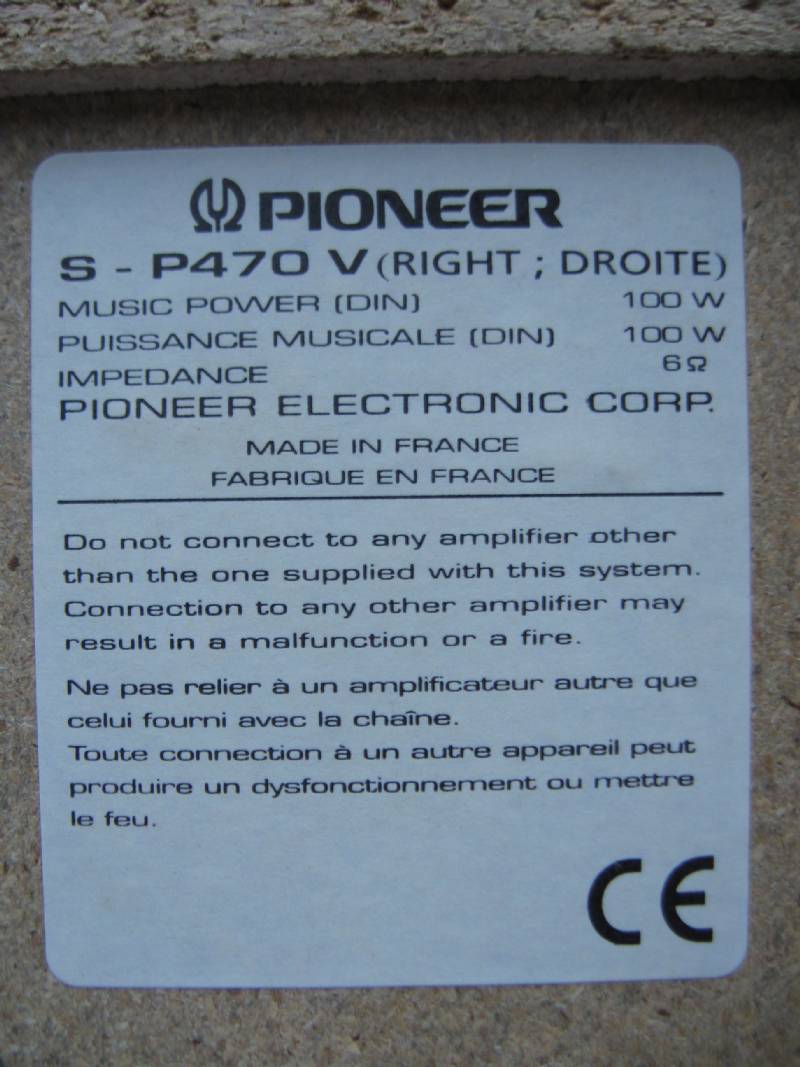 PIONEER
S - P470 V (RIGHT ; DROITE)
MUSIC POWER (DIN) 100 W
PUISSANCE MUSICALE (DIN) 100 W
IMPEDANCE 6Ω
PIONEER ELECTRONIC CORP.
MADE IN FRANCE
FABRIQUE EN FRANCE
Do not connect to any amplifier other
than the one supplied with this system.
Connection to any other amplifier may
result in a malfunction or a fire.
Ne pas relier à un amplificateur autre que
celui fourni avec la chaîne.
Toute connection à un autre appareil peut
produire un dysfonctionnement ou mettre
le feu.
CE